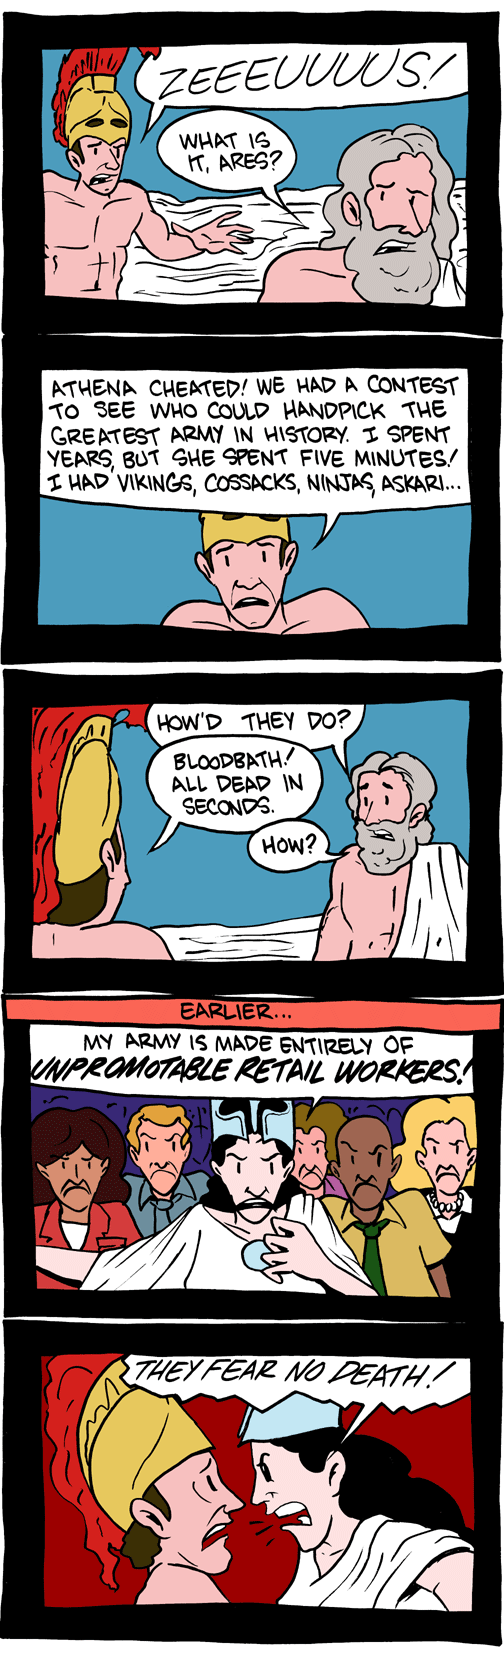 ZEEEUUUUS!
WHAT IS
IT, ARES?
ATHENA CHEATED! WE HAD A CONTEST
TO SEE WHO COULD HANDPICK THE
GREATEST ARMY IN HISTORY. I SPENT
YEARS, BUT SHE SPENT FIVE MINUTES!
I HAD VIKINGS, COSSACKS, NINJAS, ASKARI...
HOW'D THEY DO?
BLOODBATH!
ALL DEAD IN
SECONDS.
HOW?
EARLIER...
MY ARMY IS MADE ENTIRELY OF
UNPROMOTABLE RETAIL WORKERS!
THEY FEAR NO DEATH!